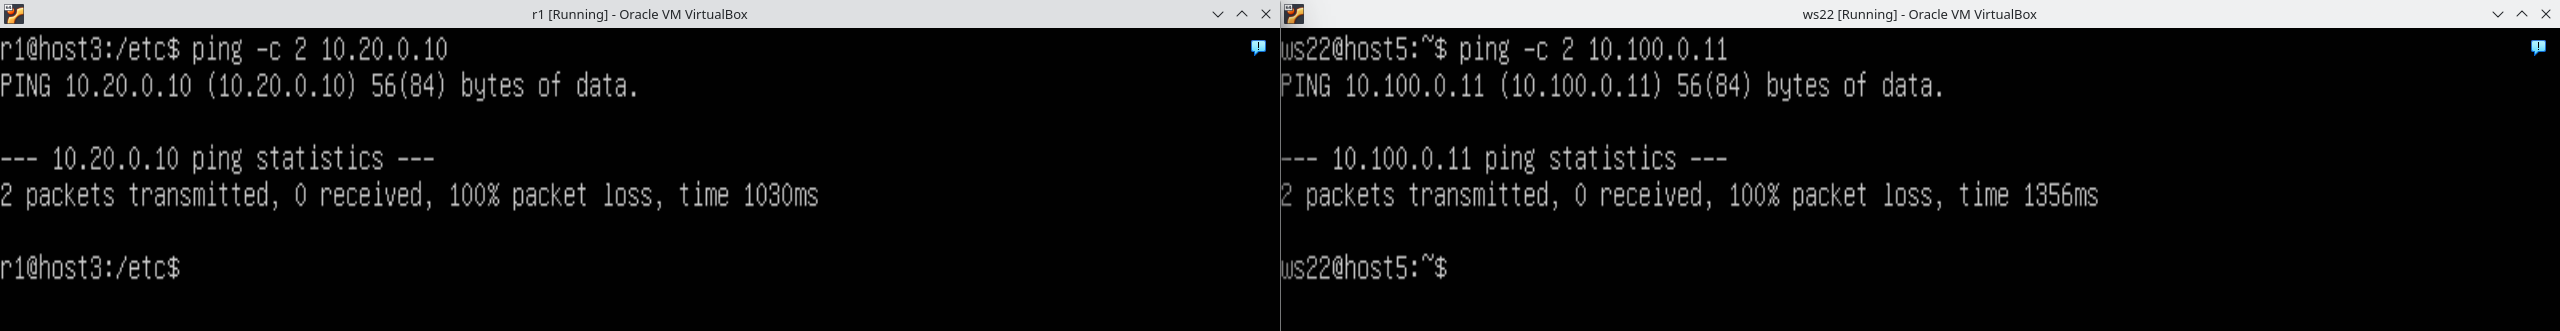 r1 [Running] - Oracle VM VirtualBox
r1@host3:/etc$ ping -c 2 10.20.0.10
PING 10.20.0.10 (10.20.0.10) 56(84) bytes of data.
--- 10.20.0.10 ping statistics ---
2 packets transmitted, 0 received, 100% packet loss, time 1030ms
r1@host3:/etc$
ws22 [Running] - Oracle VM VirtualBox
ws22@host5:~$ ping -c 2 10.100.0.11
PING 10.100.0.11 (10.100.0.11) 56(84) bytes of data.
--- 10.100.0.11 ping statistics ---
2 packets transmitted, 0 received, 100% packet loss, time 1356ms
ws22@host5:~$